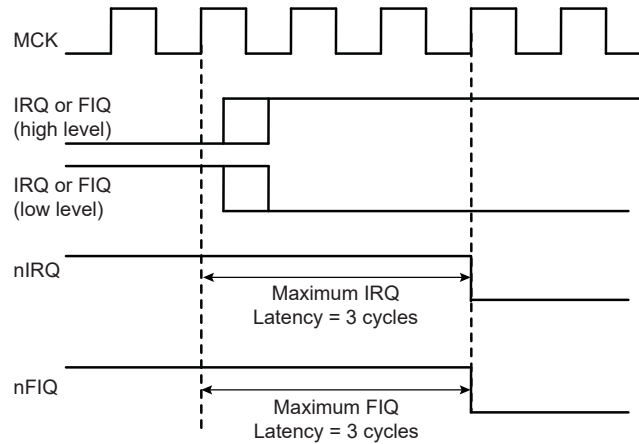 MCK
IRQ or FIQ
(high level)
IRQ or FIQ
(low level)
nIRQ
Maximum IRQ
Latency = 3 cycles
nFIQ
Maximum FIQ
Latency = 3 cycles